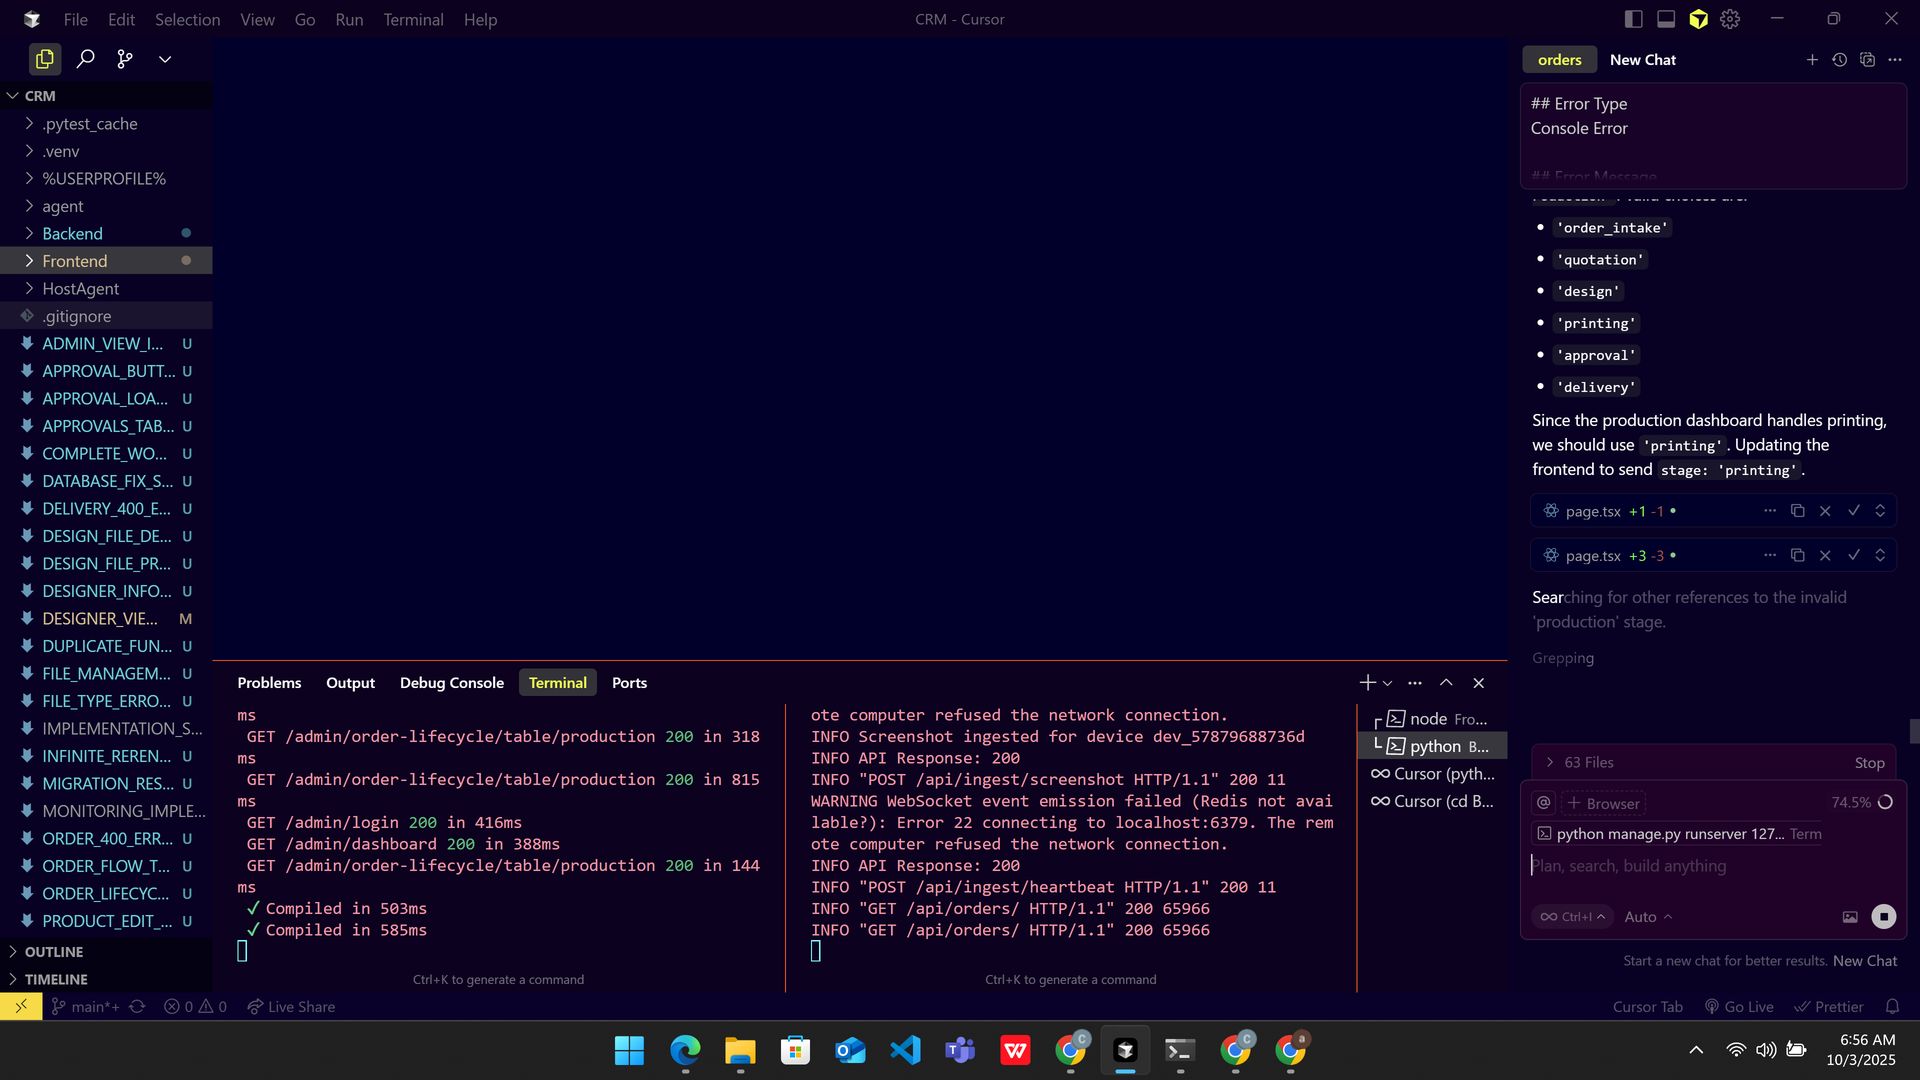 File Edit Selection View Go Run Terminal Help
CRM - Cursor
CRM
.pytest_cache
.venv
%USERPROFILE%
agent
Backend
Frontend
HostAgent
.gitignore
ADMIN_VIEW_I... U
APPROVAL_BUTT... U
APPROVAL_LOA... U
APPROVALS_TAB... U
COMPLETE_WO... U
DATABASE_FIX_S... U
DELIVERY_400_E... U
DESIGN_FILE_DE... U
DESIGN_FILE_PR... U
DESIGNER_INFO... U
DESIGNER_VIE... M
DUPLICATE_FUN... U
FILE_MANAGEM... U
FILE_TYPE_ERRO... U
IMPLEMENTATION_S...
INFINITE_REREN... U
MIGRATION_RES... U
MONITORING_IMPLE...
ORDER_400_ERR... U
ORDER_FLOW_T... U
ORDER_LIFECYC... U
PRODUCT_EDIT_... U
OUTLINE
TIMELINE
Problems Output Debug Console Terminal Ports
ms
GET /admin/order-lifecycle/table/production 200 in 318
ms
GET /admin/order-lifecycle/table/production 200 in 815
ms
GET /admin/login 200 in 416ms
GET /admin/dashboard 200 in 388ms
GET /admin/order-lifecycle/table/production 200 in 144
ms
✓ Compiled in 503ms
✓ Compiled in 585ms
Ctrl+K to generate a command
ote computer refused the network connection.
INFO Screenshot ingested for device dev_57879688736d
INFO API Response: 200
INFO "POST /api/ingest/screenshot HTTP/1.1" 200 11
WARNING WebSocket event emission failed (Redis not avai
lable?): Error 22 connecting to localhost:6379. The rem
ote computer refused the network connection.
INFO API Response: 200
INFO "POST /api/ingest/heartbeat HTTP/1.1" 200 11
INFO "GET /api/orders/ HTTP/1.1" 200 65966
INFO "GET /api/orders/ HTTP/1.1" 200 65966
Ctrl+K to generate a command
node Fro...
python B...
Cursor (pyth...
Cursor (cd B...
orders New Chat
## Error Type
Console Error
## Error Message
• 'order_intake'
• 'quotation'
• 'design'
• 'printing'
• 'approval'
• 'delivery'
Since the production dashboard handles printing,
we should use 'printing'. Updating the
frontend to send stage: 'printing'.
page.tsx +1 -1 •
page.tsx +3 -3 •
Searching for other references to the invalid
'production' stage.
Grepping
63 Files Stop
@ + Browser 74.5%
python manage.py runserver 127... Term
Plan, search, build anything
∞ Ctrl+I Auto
Start a new chat for better results. New Chat
main*+ 0 0 Live Share
Cursor Tab Go Live Prettier
6:56 AM
10/3/2025